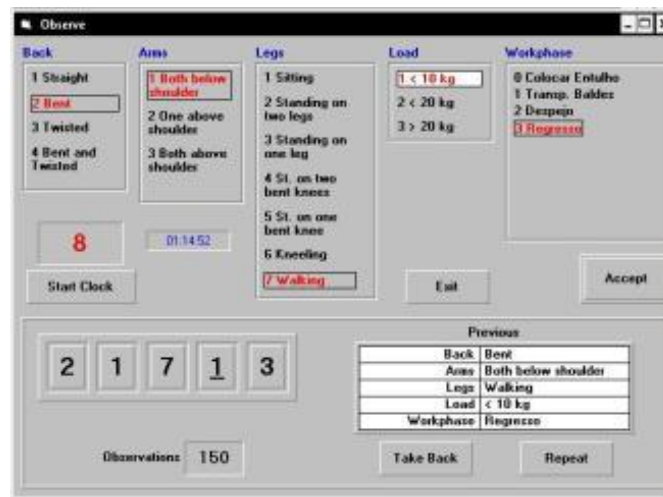 Observe
Back
1 Straight
2 Bent
3 Twisted
4 Bent and
Twisted
Arms
1 Both below
shoulder
2 One above
shoulder
3 Both above
shoulder
Legs
1 Sitting
2 Standing on
two legs
3 Standing on
one leg
4 St. on two
bent knees
5 St. on one
bent knee
6 Kneeling
7 Walking
Load
1 < 10 kg
2 < 20 kg
3 > 20 kg
Workphase
0 Colocar Entulho
1 Transp. Baldes
2 Despejo
3 Regresso
8
01:14:52
Start Clock
Exit
Accept
2 1 7 1 3
Previous
Back Bent
Arms Both below shoulder
Legs Walking
Load < 10 kg
Workphase Regresso
Observations 150
Take Back
Repeat